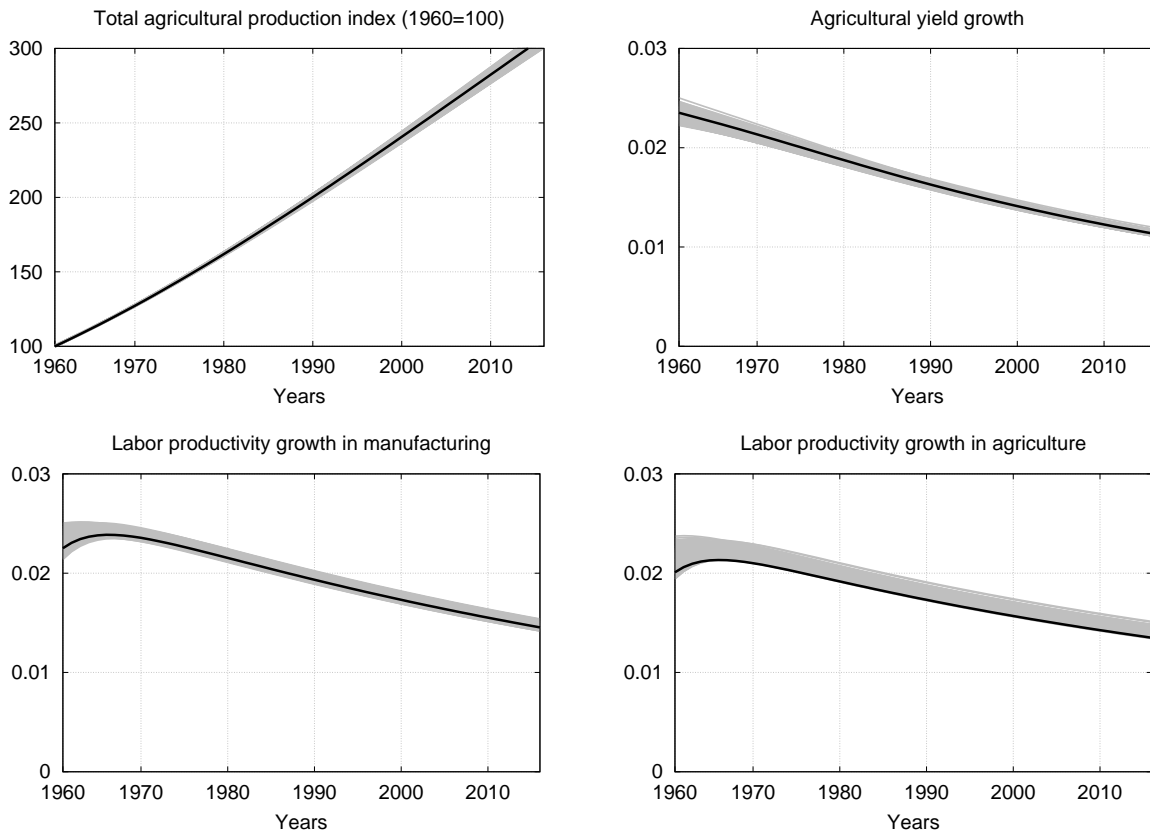 Total agricultural production index (1960=100)
300
250
200
150
100
1960 1970 1980 1990 2000 2010
Years
Agricultural yield growth
0.03
0.02
0.01
0
1960 1970 1980 1990 2000 2010
Years
Labor productivity growth in manufacturing
0.03
0.02
0.01
0
1960 1970 1980 1990 2000 2010
Years
Labor productivity growth in agriculture
0.03
0.02
0.01
0
1960 1970 1980 1990 2000 2010
Years